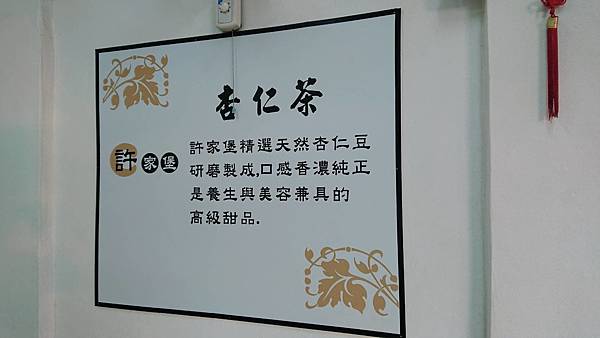 杏仁茶
許家堡
許家堡精選天然杏仁豆
研磨製成,口感香濃純正
是養生與美容兼具的
高級甜品.